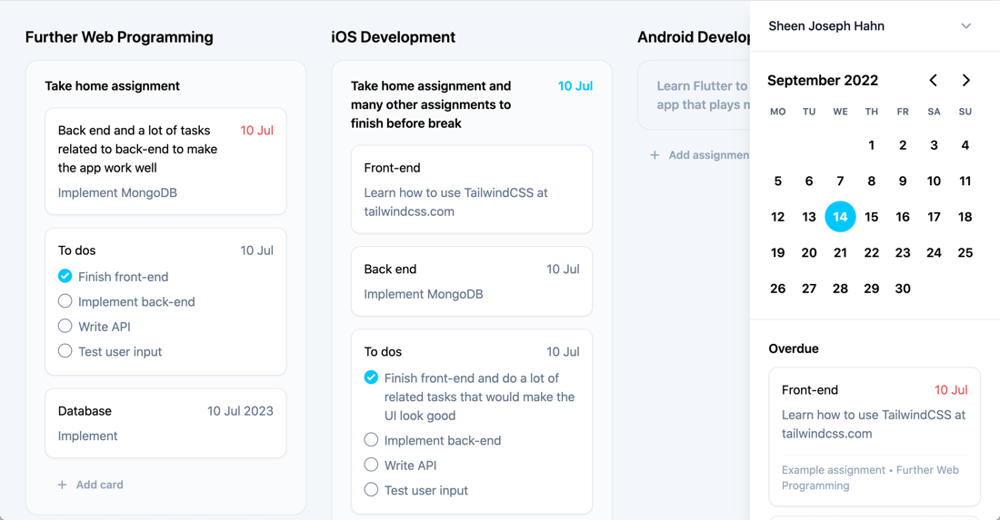 Further Web Programming
Take home assignment
Back end and a lot of tasks
related to back-end to make
the app work well
10 Jul
Implement MongoDB
To dos
10 Jul
Finish front-end
Implement back-end
Write API
Test user input
Database
10 Jul 2023
Implement
+ Add card
iOS Development
Take home assignment and
many other assignments to
finish before break
10 Jul
Front-end
Learn how to use TailwindCSS at
tailwindcss.com
Back end
10 Jul
Implement MongoDB
To dos
10 Jul
Finish front-end and do a lot of
related tasks that would make the
UI look good
Implement back-end
Write API
Test user input
Android Develop
Learn Flutter to
app that plays
+ Add assignmen
Sheen Joseph Hahn
September 2022
MO TU WE TH FR SA SU
1 2 3 4
5 6 7 8 9 10 11
12 13 14 15 16 17 18
19 20 21 22 23 24 25
26 27 28 29 30
Overdue
Front-end
10 Jul
Learn how to use TailwindCSS at
tailwindcss.com
Example assignment • Further Web
Programming